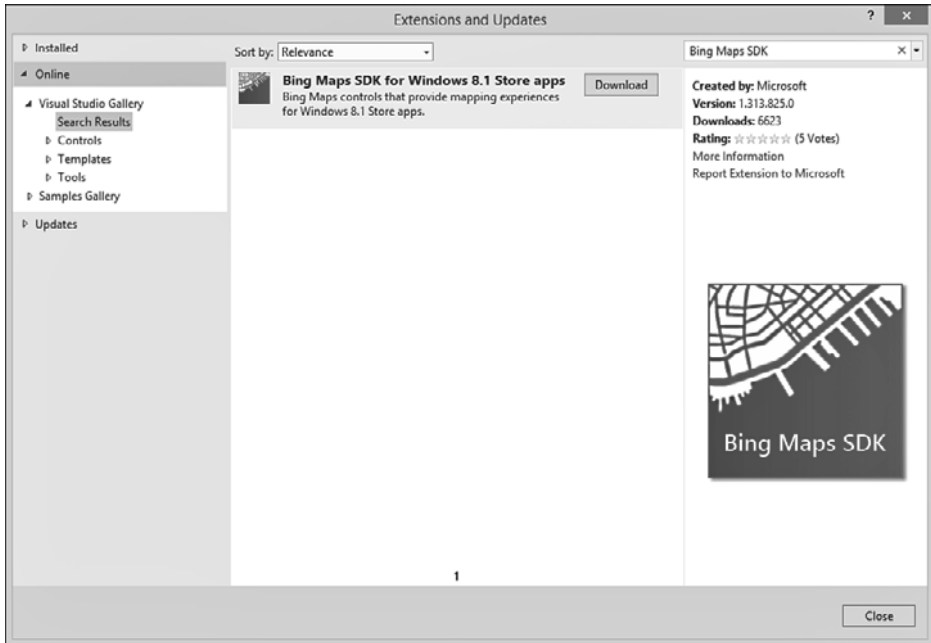 Extensions and Updates
?
Installed
Online
Visual Studio Gallery
Search Results
Controls
Templates
Tools
Samples Gallery
Updates
Sort by: Relevance
Bing Maps SDK for Windows 8.1 Store apps
Bing Maps controls that provide mapping experiences
for Windows 8.1 Store apps.
Download
1
Bing Maps SDK
Created by: Microsoft
Version: 1.313.825.0
Downloads: 6623
Rating: ☆☆☆☆☆ (5 Votes)
More Information
Report Extension to Microsoft
Bing Maps SDK
Close